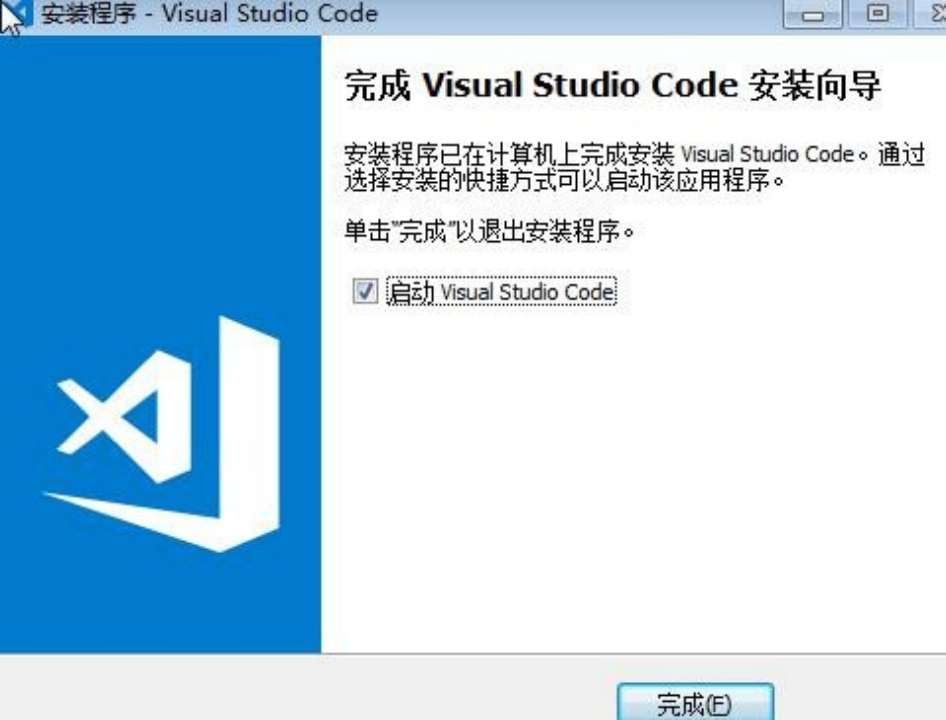 安装程序 - Visual Studio Code
完成 Visual Studio Code 安装向导
安装程序已在计算机上完成安装 Visual Studio Code。通过
选择安装的快捷方式可以启动该应用程序。
单击"完成"以退出安装程序。
启动 Visual Studio Code
完成(F)